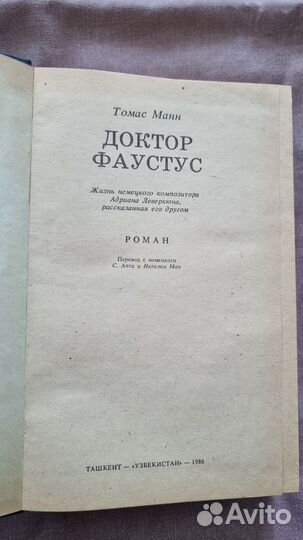 Томас Манн
ДОКТОР
ФАУСТУС
Жизнь немецкого композитора
Адриана Леверкюна,
рассказанная его другом
РОМАН
Перевод с немецкого
С. Апта и Наталии Ман
ТАШКЕНТ — «УЗБЕКИСТАН» — 1986
Avito